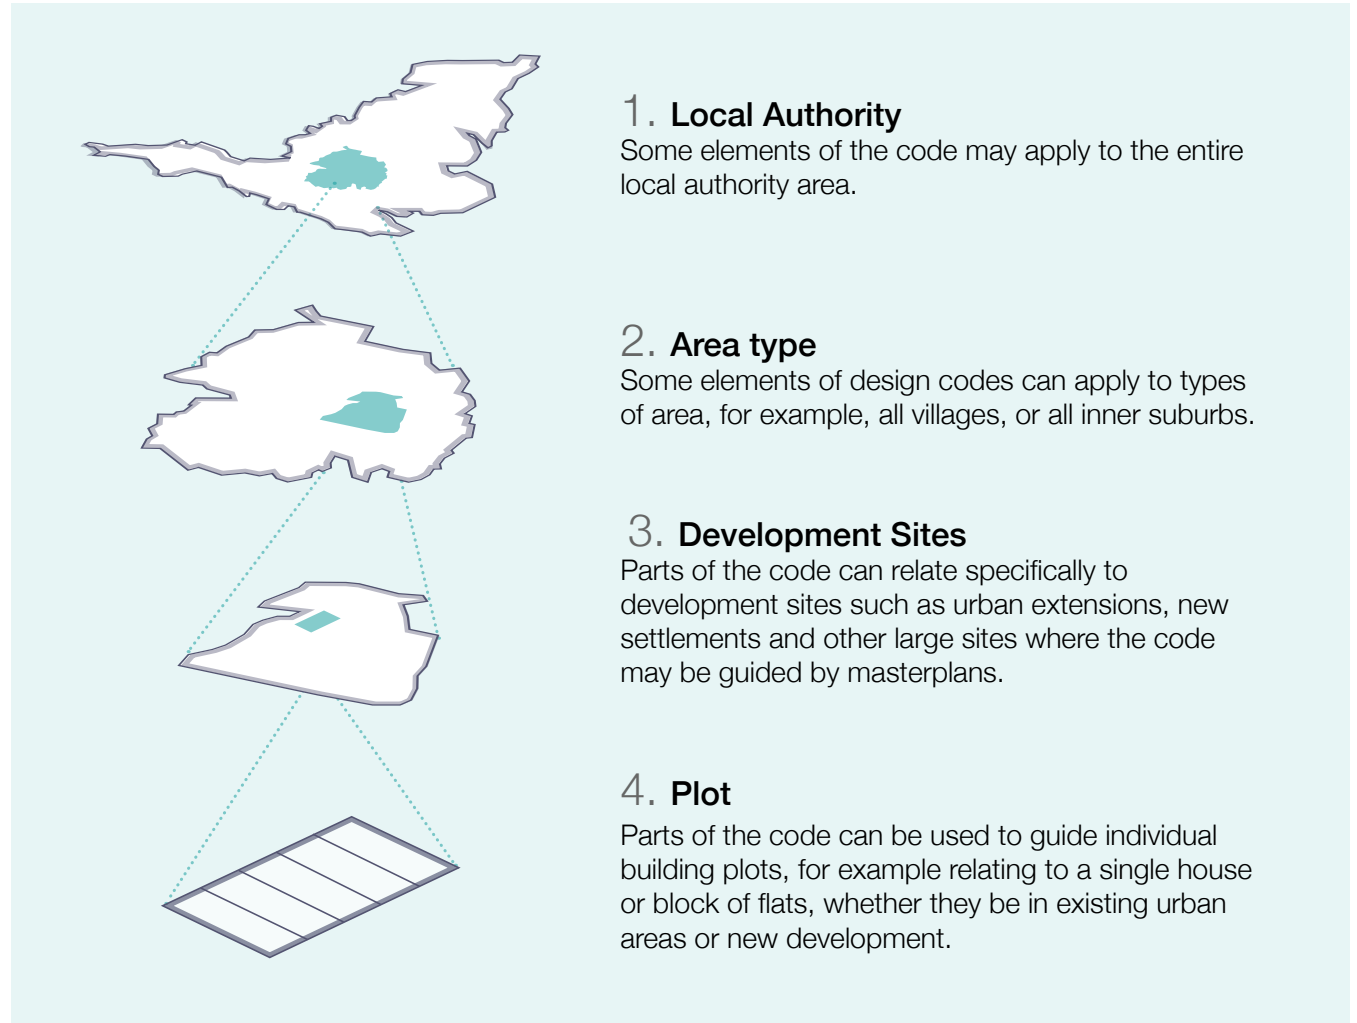 1. Local Authority
Some elements of the code may apply to the entire
local authority area.
2. Area type
Some elements of design codes can apply to types
of area, for example, all villages, or all inner suburbs.
3. Development Sites
Parts of the code can relate specifically to
development sites such as urban extensions, new
settlements and other large sites where the code
may be guided by masterplans.
4. Plot
Parts of the code can be used to guide individual
building plots, for example relating to a single house
or block of flats, whether they be in existing urban
areas or new development.